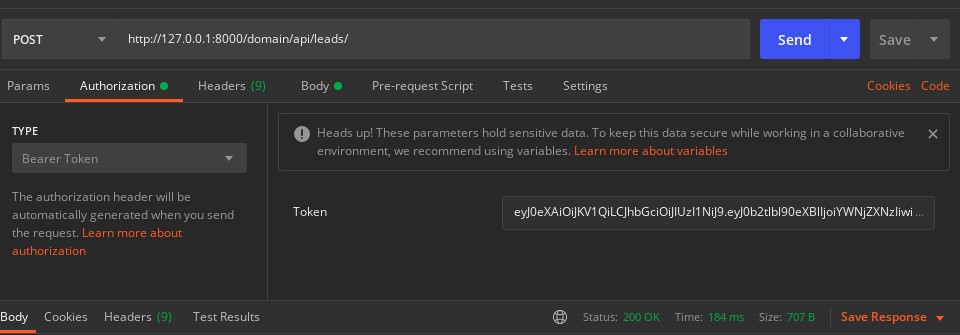 POST http://127.0.0.1:8000/domain/api/leads/ Send Save
Params Authorization Headers (9) Body Pre-request Script Tests Settings Cookies Code
TYPE
Bearer Token
The authorization header will be
automatically generated when you send
the request. Learn more about
authorization
Heads up! These parameters hold sensitive data. To keep this data secure while working in a collaborative
environment, we recommend using variables. Learn more about variables
Token eyJ0eXAiOiJKV1QiLCJhbGciOiJIUzI1NiJ9.eyJ0b2tlbl90eXBlIjoiYWNjZXNzIiwi ...
Body Cookies Headers (9) Test Results Status: 200 OK Time: 184 ms Size: 707 B Save Response